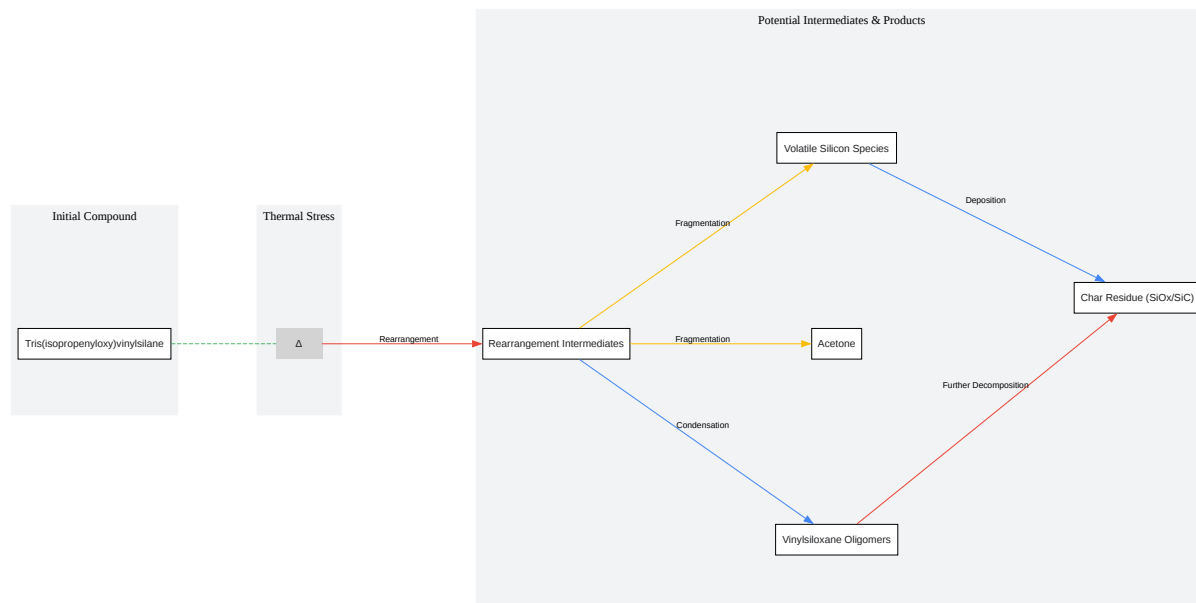 Potential Intermediates & Products
Initial Compound
Thermal Stress
Tris(isopropenyloxy)vinylsilane
Δ
Rearrangement
Rearrangement Intermediates
Fragmentation
Volatile Silicon Species
Deposition
Fragmentation
Acetone
Char Residue (SiOx/SiC)
Condensation
Further Decomposition
Vinylsiloxane Oligomers